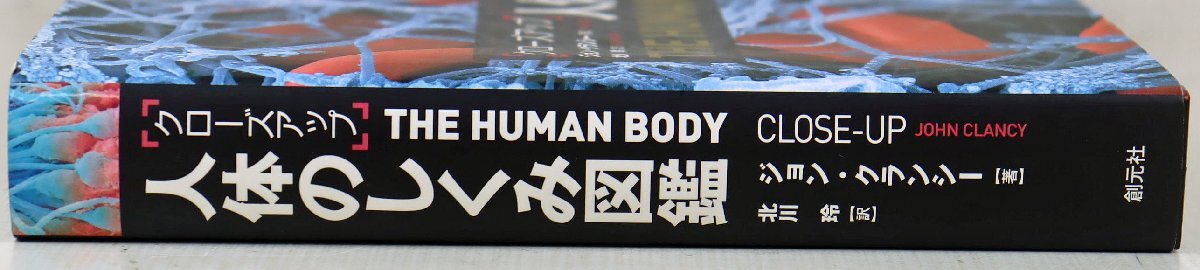 [クローズアップ]
人体のしくみ図鑑
THE HUMAN BODY CLOSE-UP JOHN CLANCY
ジョン・クランシー [著]
北川 玲 [訳]
創元社